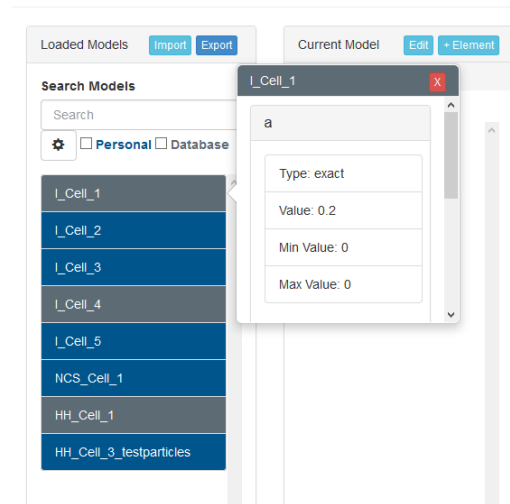 Loaded Models Import Export
Current Model Edit + Element
Search Models
Search
Personal Database
I_Cell_1
I_Cell_2
I_Cell_3
I_Cell_4
I_Cell_5
NCS_Cell_1
HH_Cell_1
HH_Cell_3_testparticles
I_Cell_1 X
a
Type: exact
Value: 0.2
Min Value: 0
Max Value: 0